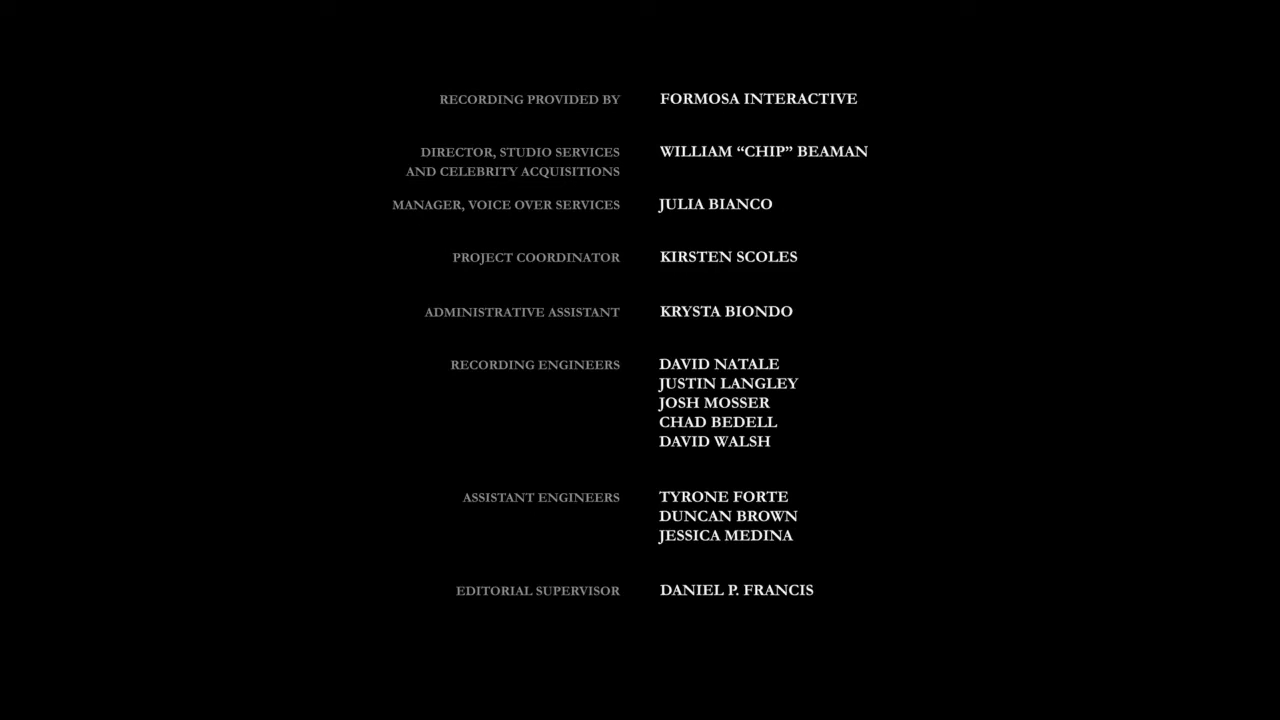 RECORDING PROVIDED BY FORMOSA INTERACTIVE
DIRECTOR, STUDIO SERVICES WILLIAM “CHIP” BEAMAN
AND CELEBRITY ACQUISITIONS
MANAGER, VOICE OVER SERVICES JULIA BIANCO
PROJECT COORDINATOR KIRSTEN SCOLES
ADMINISTRATIVE ASSISTANT KRYSTA BIONDO
RECORDING ENGINEERS DAVID NATALE
JUSTIN LANGLEY
JOSH MOSSER
CHAD BEDELL
DAVID WALSH
ASSISTANT ENGINEERS TYRONE FORTE
DUNCAN BROWN
JESSICA MEDINA
EDITORIAL SUPERVISOR DANIEL P. FRANCIS